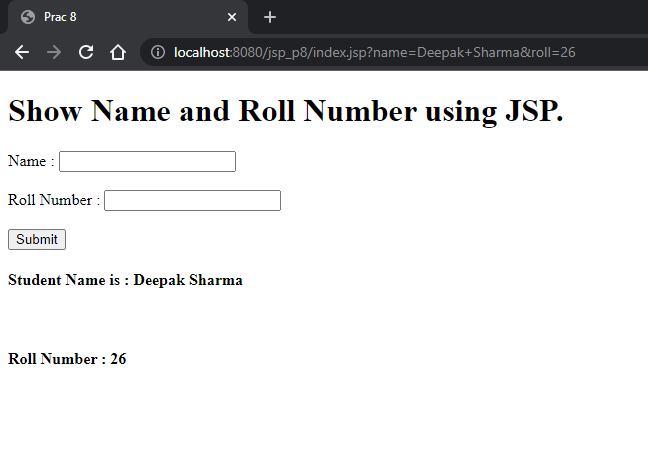 Prac 8
localhost:8080/jsp_p8/index.jsp?name=Deepak+Sharma&roll=26
Show Name and Roll Number using JSP.
Name :
Roll Number :
Submit
Student Name is : Deepak Sharma
Roll Number : 26